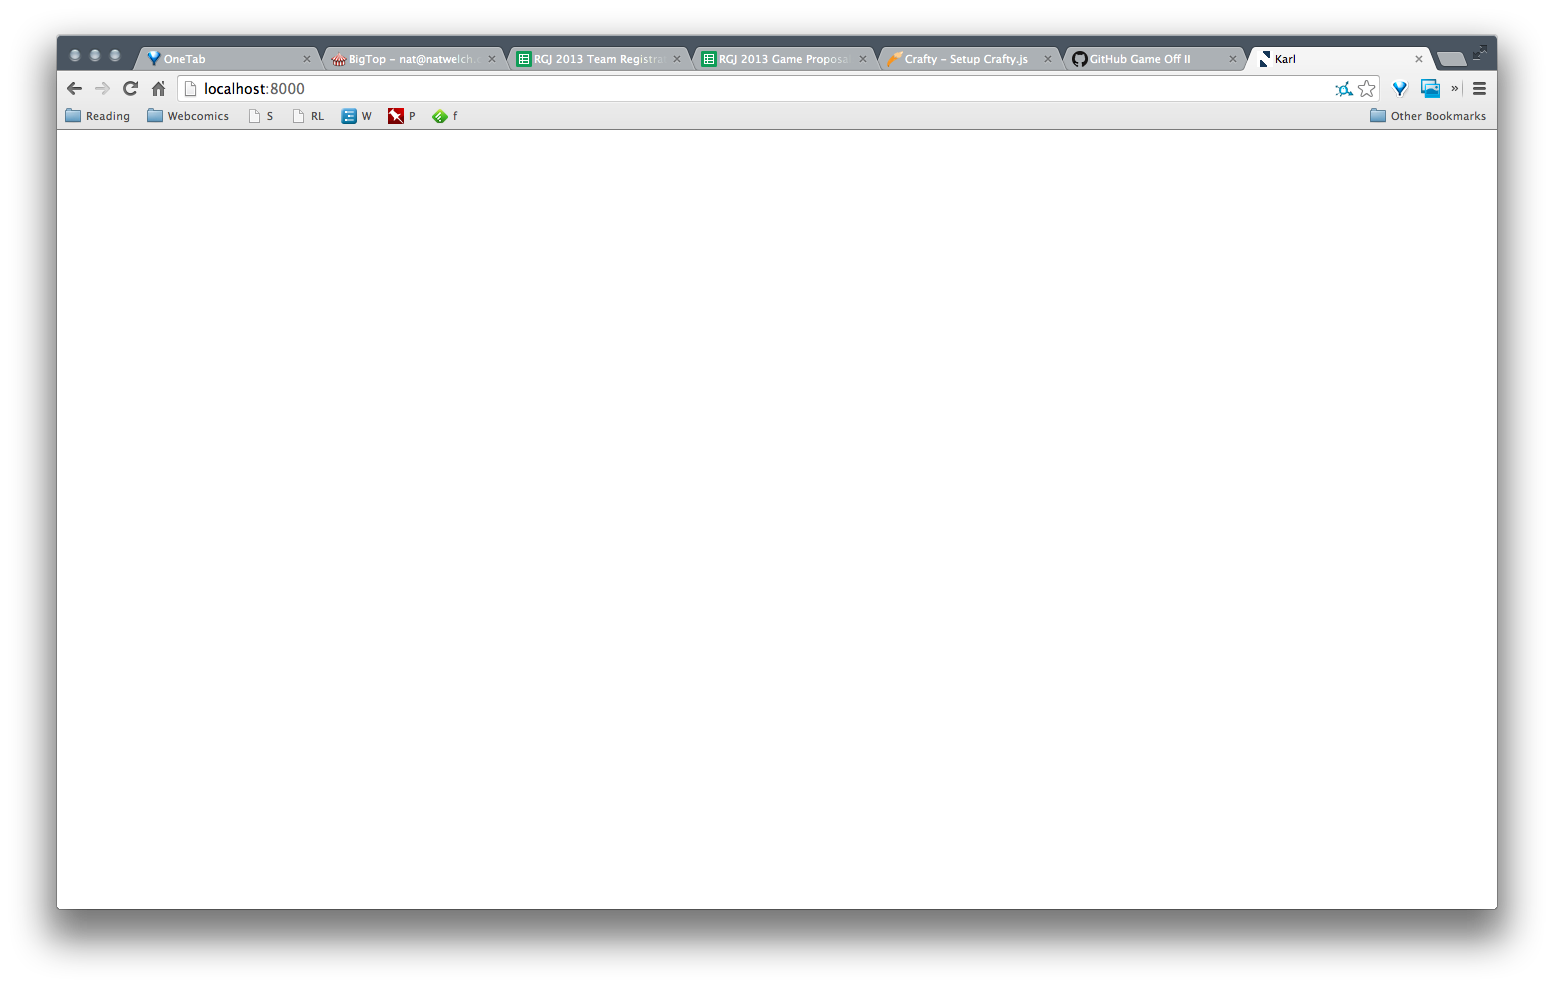 OneTab BigTop – nat@natwelch. RGJ 2013 Team Registra RGJ 2013 Game Proposal Crafty – Setup Crafty.js GitHub Game Off II Karl
localhost:8000 »
Reading Webcomics S RL W P f Other Bookmarks